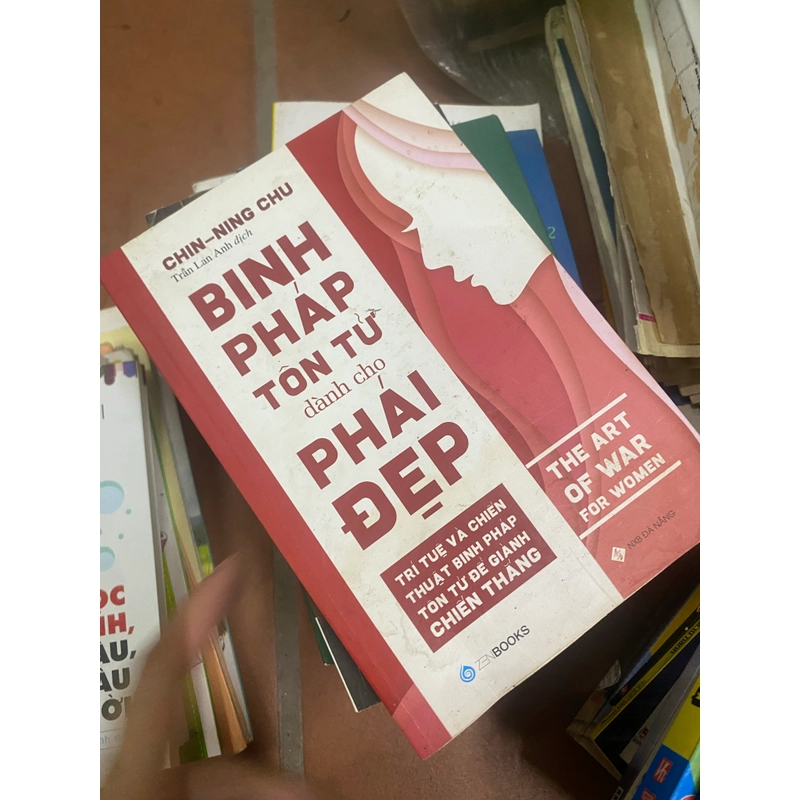 CHIN–NING CHU
Trần Lan Anh dịch
BINH
PHÁP
TÔN TỬ
dành cho
PHÁI
ĐẸP
TRÍ TUỆ VÀ CHIẾN
THUẬT BINH PHÁP
TÔN TỬ ĐỂ GIÀNH
CHIẾN THẮNG
ZENBOOKS
THE ART
OF WAR
FOR WOMEN
NXB ĐÀ NẴNG
2